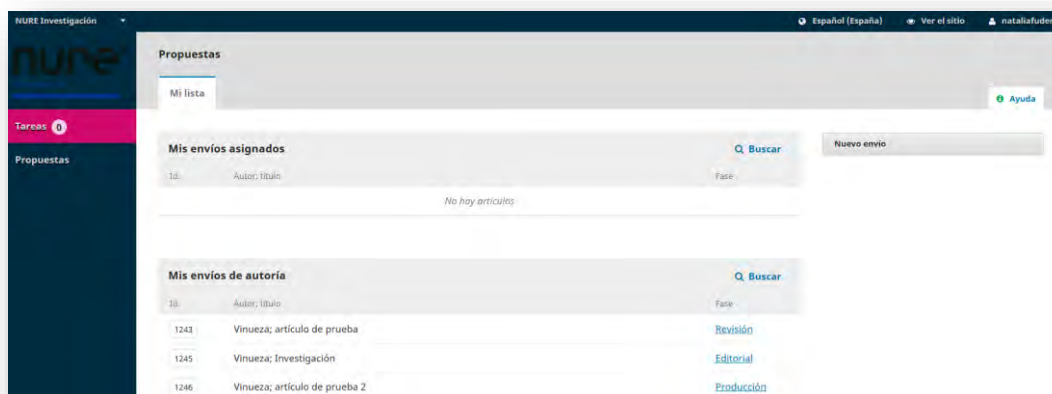 NURE Investigación
Español (España)
Ver el sitio
nataliafuden
nure
Propuestas
Mi lista
Ayuda
Tareas 0
Propuestas
Mis envíos asignados
Buscar
Nuevo envío
Id. Autor; título Fase
No hay artículos
Mis envíos de autoría
Buscar
Id. Autor; título Fase
1243 Vinueza; artículo de prueba Revisión
1245 Vinueza; Investigación Editorial
1246 Vinueza; artículo de prueba 2 Producción